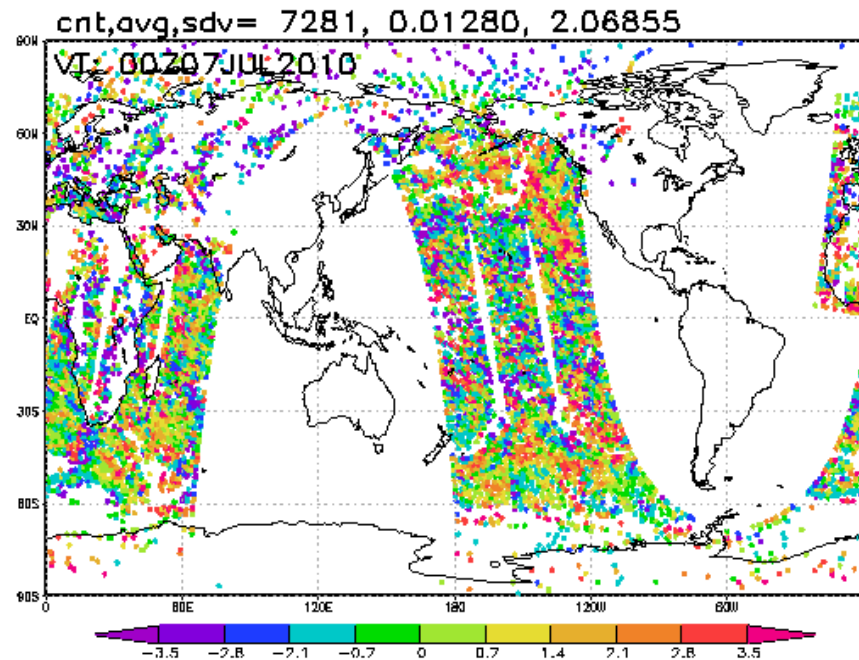 cnt,avg,sdv= 7281, 0.01280, 2.06855
VT: 00Z07JUL2010
90N
60N
30N
EQ
30S
60S
90S
0 60E 120E 180 120W 60W
-3.5 -2.8 -2.1 -0.7 0 0.7 1.4 2.1 2.8 3.5